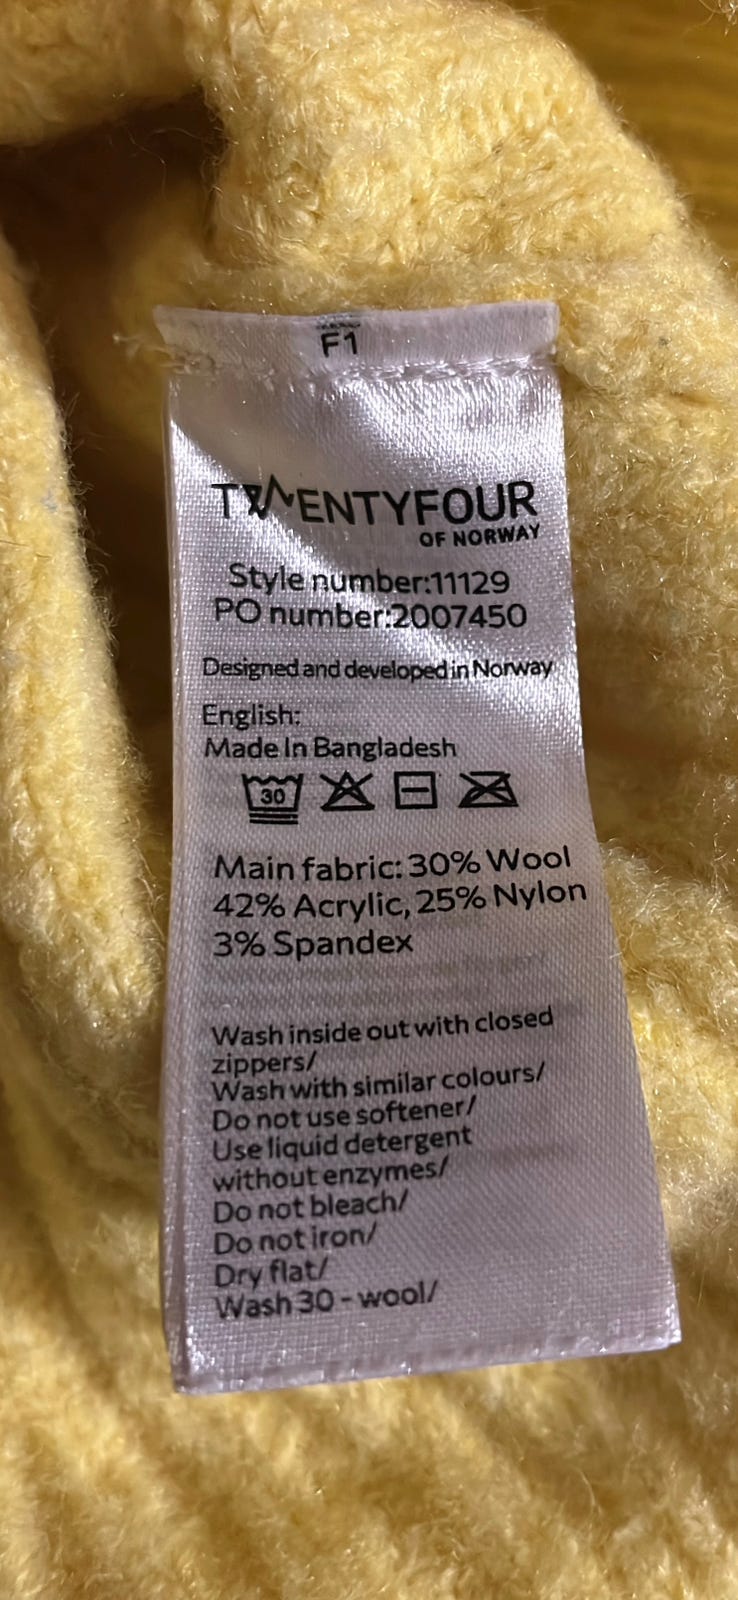 F1
TWENTYFOUR
OF NORWAY
Style number:11129
PO number:2007450
Designed and developed in Norway
English:
Made In Bangladesh
30
Main fabric: 30% Wool
42% Acrylic, 25% Nylon
3% Spandex
Wash inside out with closed
zippers/
Wash with similar colours/
Do not use softener/
Use liquid detergent
without enzymes/
Do not bleach/
Do not iron/
Dry flat/
Wash 30 - wool/